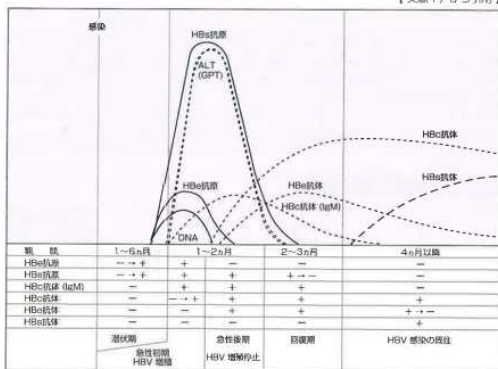 感染
HBs抗原
ALT
(GPT)
HBc抗体
HBs抗体
HBe抗原
HBe抗体
HBc抗体 (IgM)
DNA
1～6ヵ月 1～2ヵ月 2～3ヵ月 4ヵ月以降
HBe抗原 －→＋ ＋ － － －
HBs抗原 －→＋ ＋ ＋ ＋→－ －
HBc抗体 (IgM) － ＋ ＋ ＋ －
HBc抗体 － －→＋ ＋ ＋ ＋
HBe抗体 － － ＋ ＋ ＋→－
HBs抗体 － － － － ＋
潜伏期
急性初期
HBV 増殖
急性後期
HBV 増殖停止
回復期
HBV 感染の既往